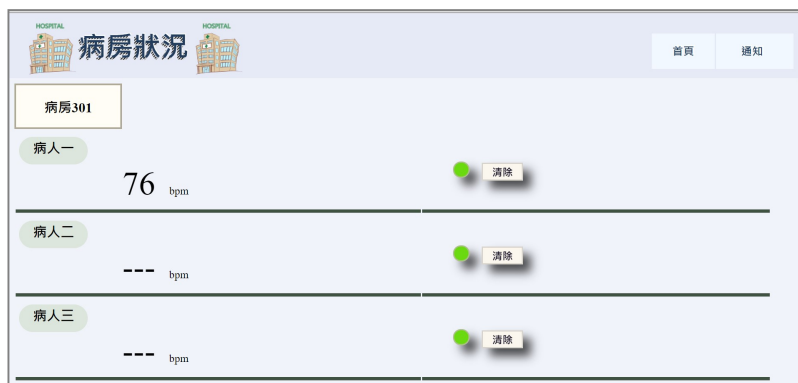 HOSPITAL
病房狀況
HOSPITAL
首頁
通知
病房301
病人一
76 bpm
清除
病人二
--- bpm
清除
病人三
--- bpm
清除